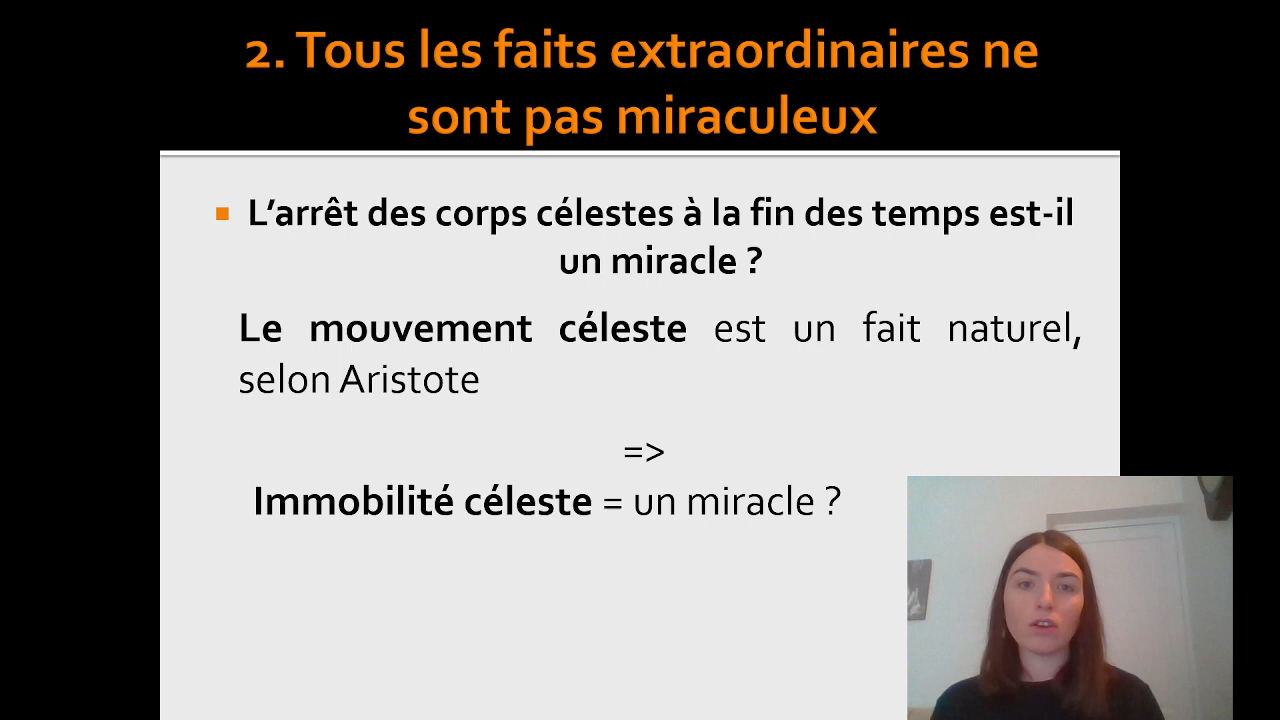 2. Tous les faits extraordinaires ne
sont pas miraculeux
L’arrêt des corps célestes à la fin des temps est-il
un miracle ?
Le mouvement céleste est un fait naturel,
selon Aristote
=>
Immobilité céleste = un miracle ?